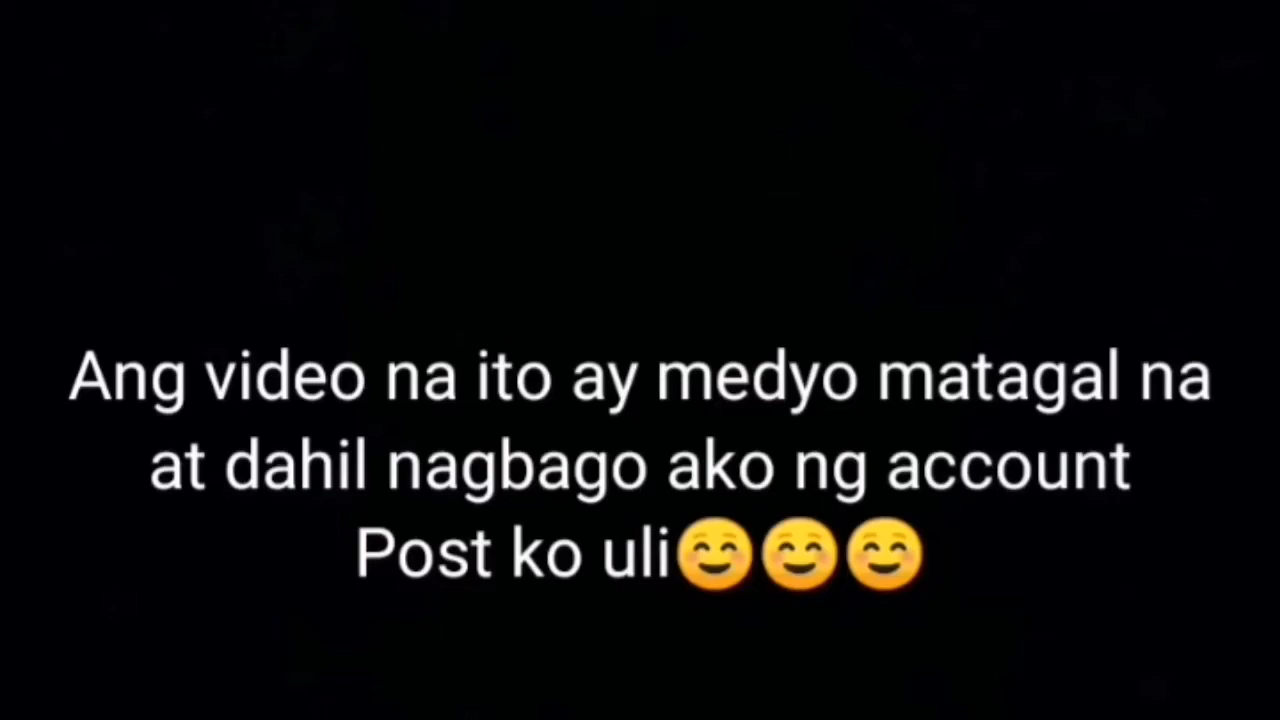 Ang video na ito ay medyo matagal na
at dahil nagbago ako ng account
Post ko uli☺️☺️☺️